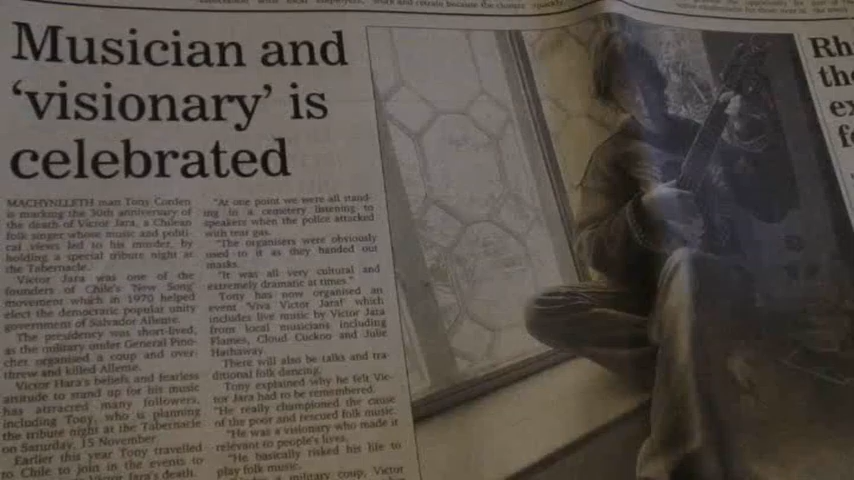 Musician and
‘visionary’ is
celebrated
MACHYNLLETH man Tony Corden
is marking the 30th anniversary of
the death of Victor Jara, a Chilean
folk singer whose music and politi-
cal views led to his murder, by
holding a special tribute night at
the Tabernacle.
Victor Jara was one of the
founders of Chile's 'New Song'
movement which in 1970 helped
elect the democratic popular unity
government of Salvador Allente.
The presidency was short-lived,
as the military under General Pino-
chet organised a coup and over-
threw and killed Allente.
Victor Hara's beliefs and fearless
attitude to stand up for his music
has attracted many followers,
including Tony, who is planning
the tribute night at the Tabernacle
on Saturday, 15 November.
Earlier this year Tony travelled
to Chile to join in the events to
Victor Jara's death.
"At one point we were all stand-
ing in a cemetery listening to
speakers when the police attacked
with tear gas.
"The organisers were obviously
used to it as they handed out
masks.
"It was all very cultural and
extremely dramatic at times."
Tony has now organised an
event 'Viva Victor Jara!' which
includes live music by Victor Jara
from local musicians including
Flames, Cloud Cuckoo and Julie
Hathaway.
There will also be talks and tra-
ditional folk dancing.
Tony explained why he felt Vic-
tor Jara had to be remembered.
"He really championed the cause
of the poor and rescued folk music.
"He was a visionary who made it
relevant to people's lives.
"He basically risked his life to
play folk music.
military coup, Victor
Rh
the
ex
fo